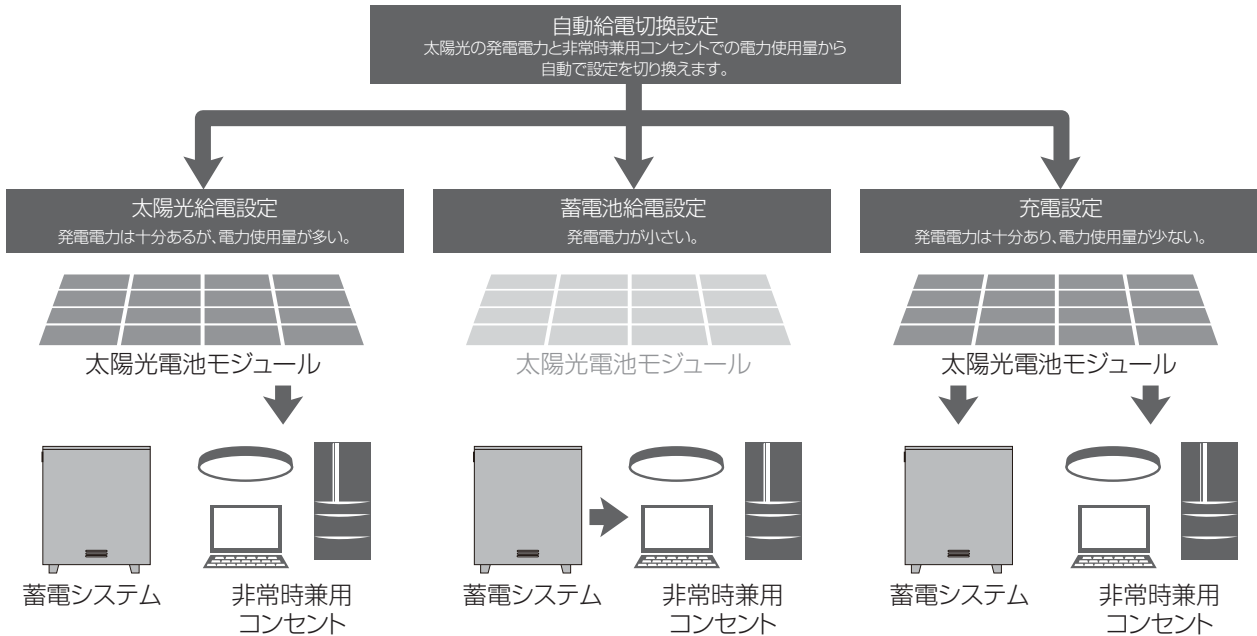 自動給電切換設定
太陽光の発電電力と非常時兼用コンセントでの電力使用量から
自動で設定を切り換えます。
太陽光給電設定
発電電力は十分あるが、電力使用量が多い。
太陽光電池モジュール
蓄電システム
非常時兼用
コンセント
蓄電池給電設定
発電電力が小さい。
太陽光電池モジュール
蓄電システム
非常時兼用
コンセント
充電設定
発電電力は十分あり、電力使用量が少ない。
太陽光電池モジュール
蓄電システム
非常時兼用
コンセント